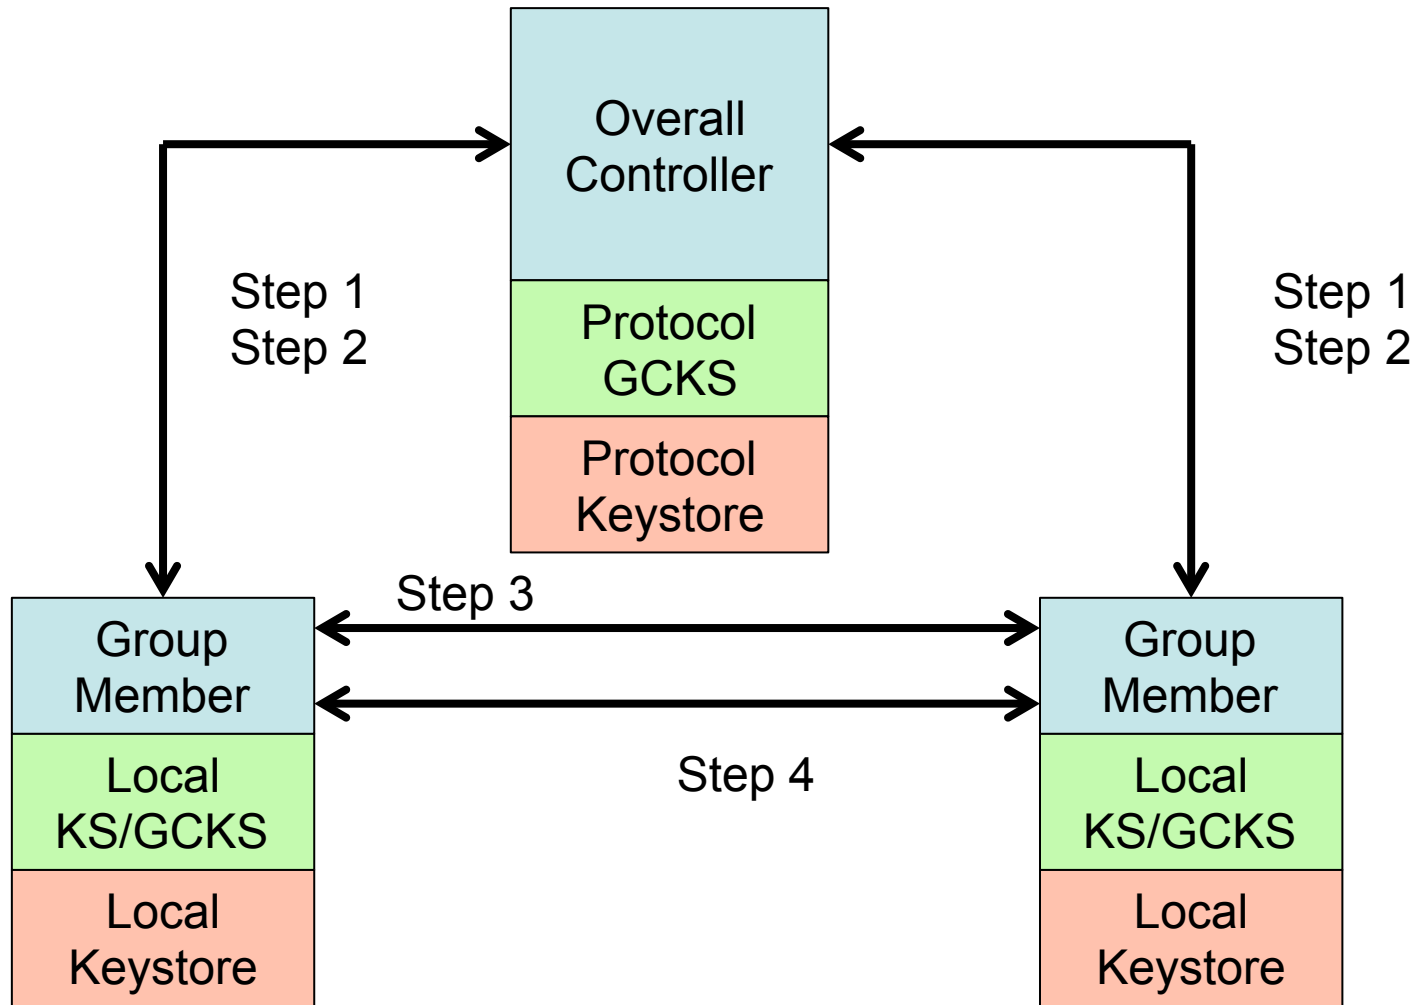 Overall
Controller
Step 1
Step 2
Step 1
Step 2
Protocol
GCKS
Protocol
Keystore
Step 3
Group
Member
Group
Member
Step 4
Local
KS/GCKS
Local
KS/GCKS
Local
Keystore
Local
Keystore